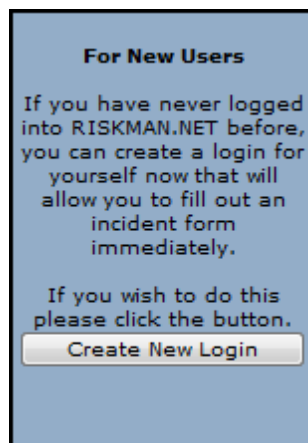 For New Users
If you have never logged
into RISKMAN.NET before,
you can create a login for
yourself now that will
allow you to fill out an
incident form
immediately.
If you wish to do this
please click the button.
Create New Login